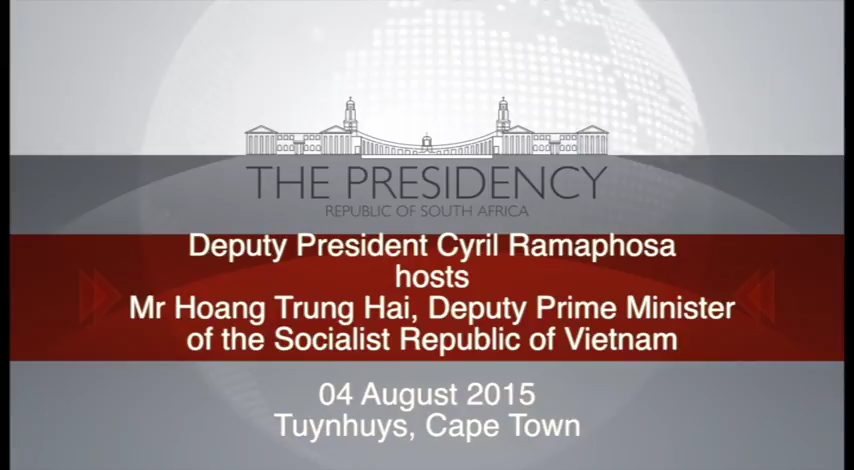 THE PRESIDENCY
REPUBLIC OF SOUTH AFRICA
Deputy President Cyril Ramaphosa
hosts
Mr Hoang Trung Hai, Deputy Prime Minister
of the Socialist Republic of Vietnam
04 August 2015
Tuynhuys, Cape Town